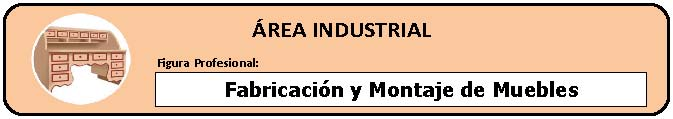 ÁREA INDUSTRIAL
Figura Profesional:
Fabricación y Montaje de Muebles